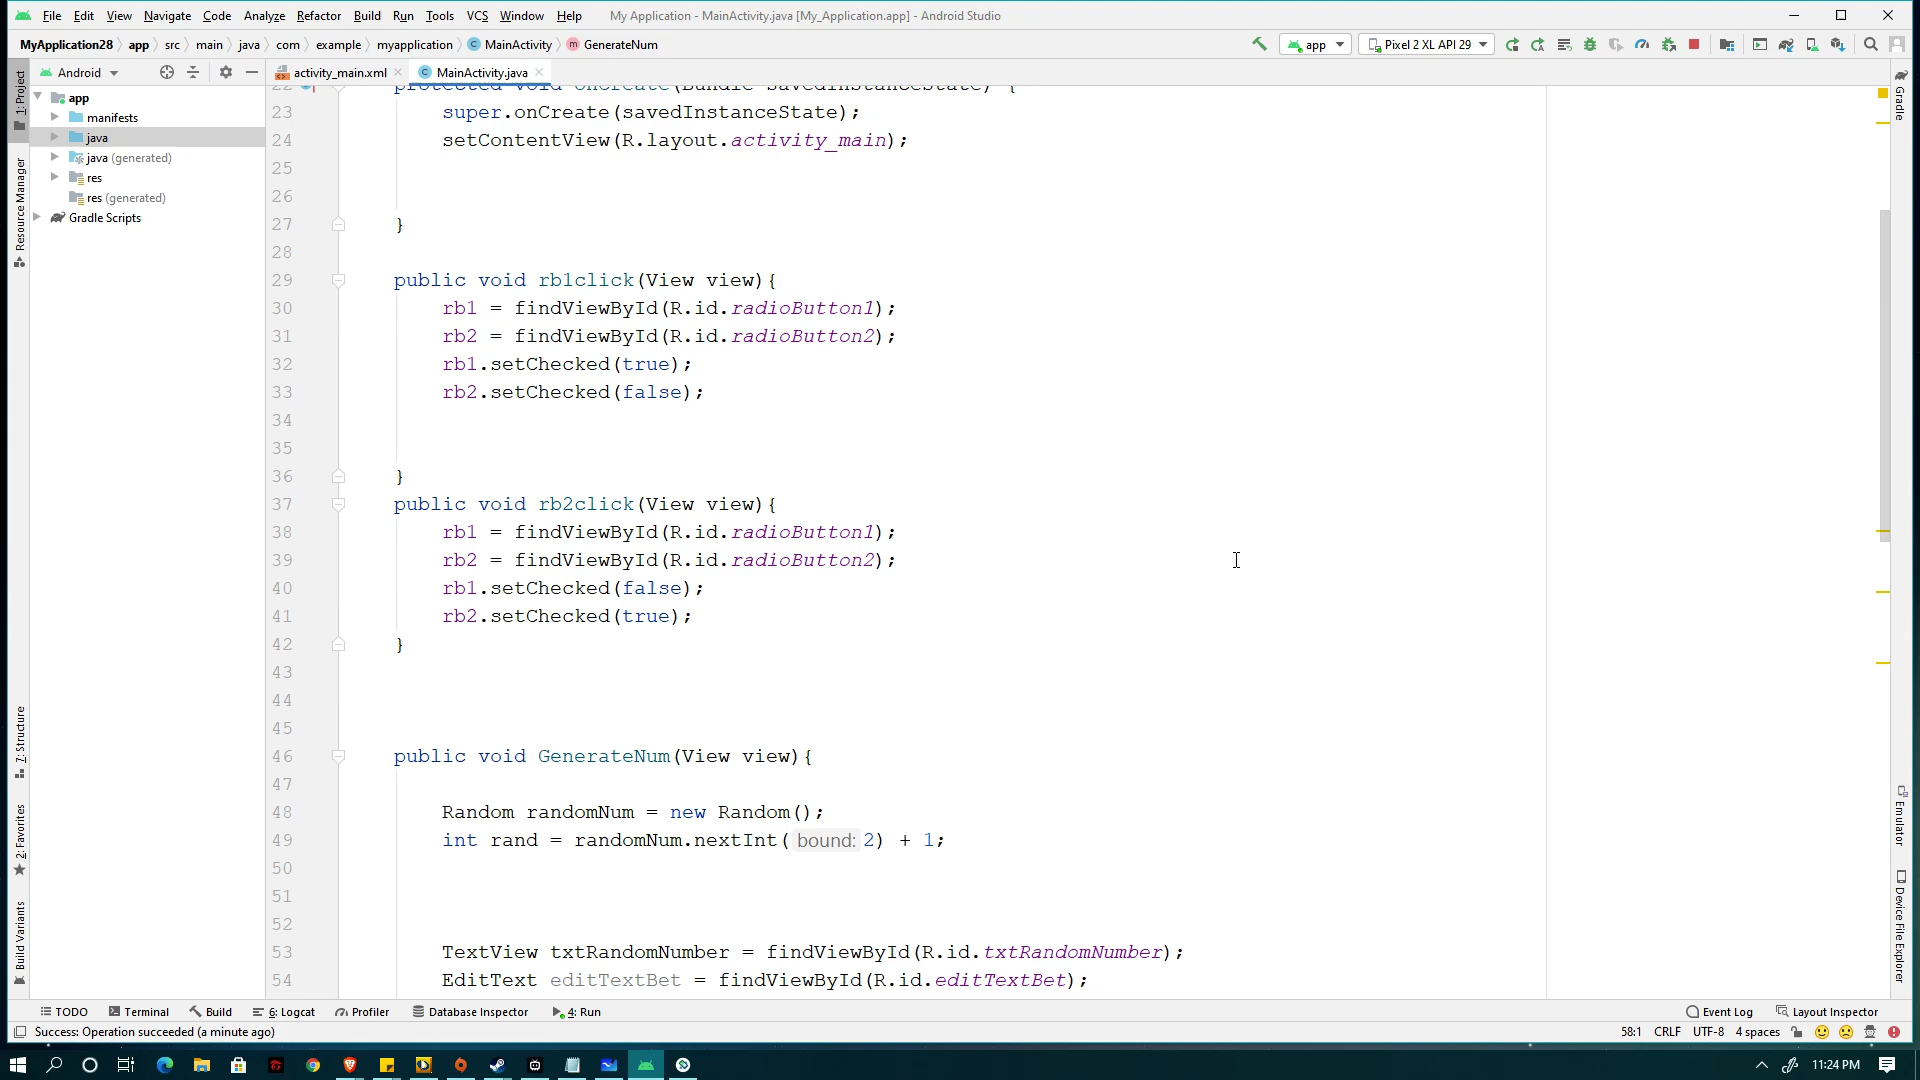 File Edit View Navigate Code Analyze Refactor Build Run Tools VCS Window Help My Application - MainActivity.java [My_Application.app] - Android Studio
MyApplication28 app src main java com example myapplication MainActivity GenerateNum
app Pixel 2 XL API 29
Android
activity_main.xml MainActivity.java
1: Project
Resource Manager
7: Structure
2: Favorites
Build Variants
app
manifests
java
java (generated)
res
res (generated)
Gradle Scripts
22 protected void onCreate(Bundle savedInstanceState) {
23 super.onCreate(savedInstanceState);
24 setContentView(R.layout.activity_main);
25
26
27 }
28
29 public void rb1click(View view){
30 rb1 = findViewById(R.id.radioButton1);
31 rb2 = findViewById(R.id.radioButton2);
32 rb1.setChecked(true);
33 rb2.setChecked(false);
34
35
36 }
37 public void rb2click(View view){
38 rb1 = findViewById(R.id.radioButton1);
39 rb2 = findViewById(R.id.radioButton2);
40 rb1.setChecked(false);
41 rb2.setChecked(true);
42 }
43
44
45
46 public void GenerateNum(View view){
47
48 Random randomNum = new Random();
49 int rand = randomNum.nextInt( bound: 2) + 1;
50
51
52
53 TextView txtRandomNumber = findViewById(R.id.txtRandomNumber);
54 EditText editTextBet = findViewById(R.id.editTextBet);
Gradle
Emulator
Device File Explorer
TODO Terminal Build 6: Logcat Profiler Database Inspector 4: Run Event Log Layout Inspector
Success: Operation succeeded (a minute ago) 58:1 CRLF UTF-8 4 spaces
11:24 PM